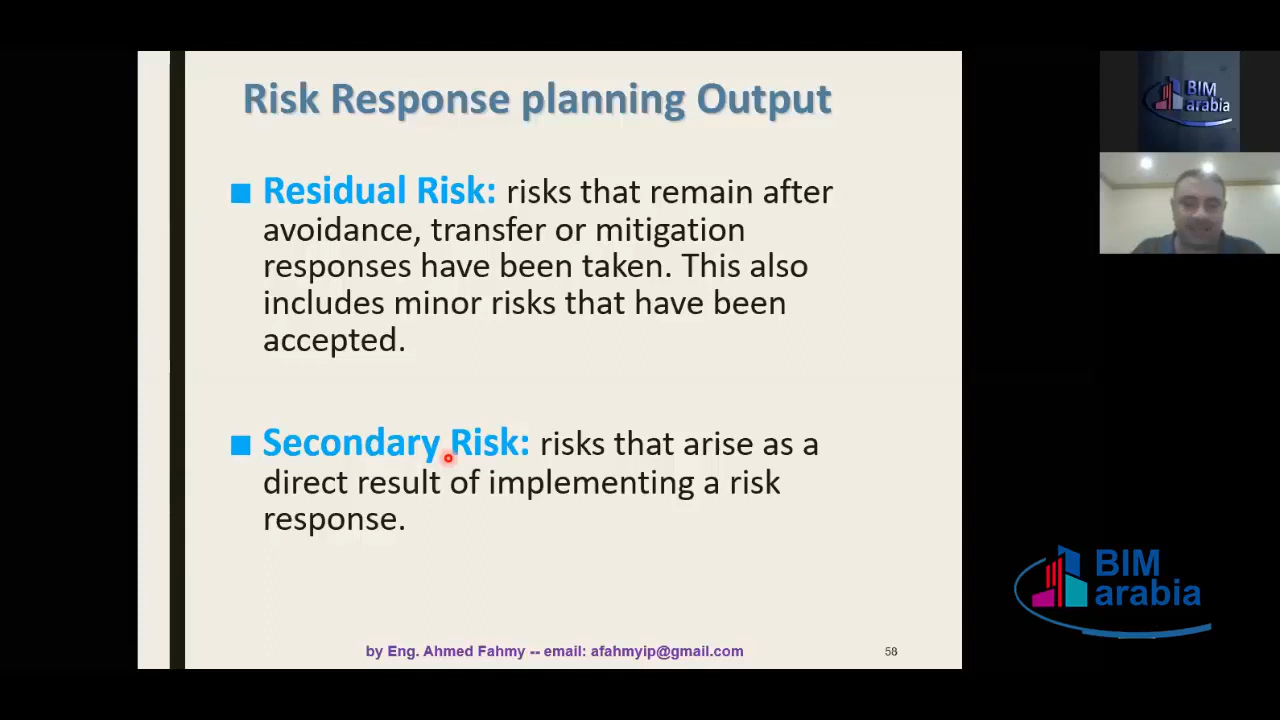 Risk Response planning Output
■ Residual Risk: risks that remain after
avoidance, transfer or mitigation
responses have been taken. This also
includes minor risks that have been
accepted.
■ Secondary Risk: risks that arise as a
direct result of implementing a risk
response.
by Eng. Ahmed Fahmy -- email: afahmyip@gmail.com
58
BIM
arabia
BIM
arabia